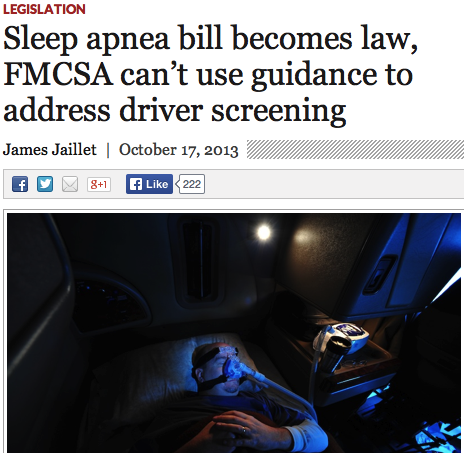 LEGISLATION
Sleep apnea bill becomes law,
FMCSA can’t use guidance to
address driver screening
James Jaillet | October 17, 2013
g+1 Like 222